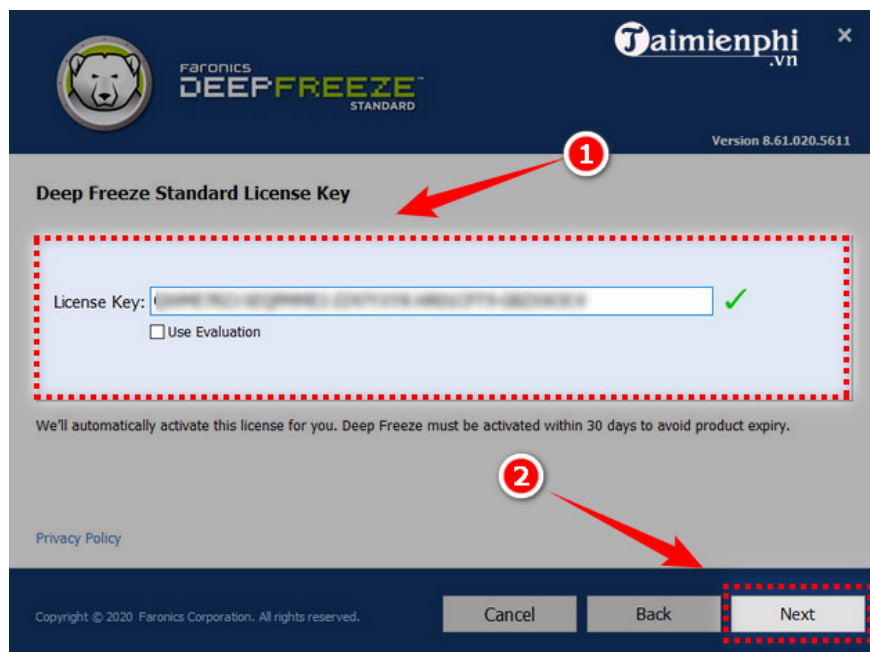 Taimienphi
.vn
×
Faronics
DEEPFREEZE™
STANDARD
Version 8.61.020.5611
1
Deep Freeze Standard License Key
License Key:
Use Evaluation
We'll automatically activate this license for you. Deep Freeze must be activated within 30 days to avoid product expiry.
2
Privacy Policy
Copyright © 2020 Faronics Corporation. All rights reserved.
Cancel
Back
Next